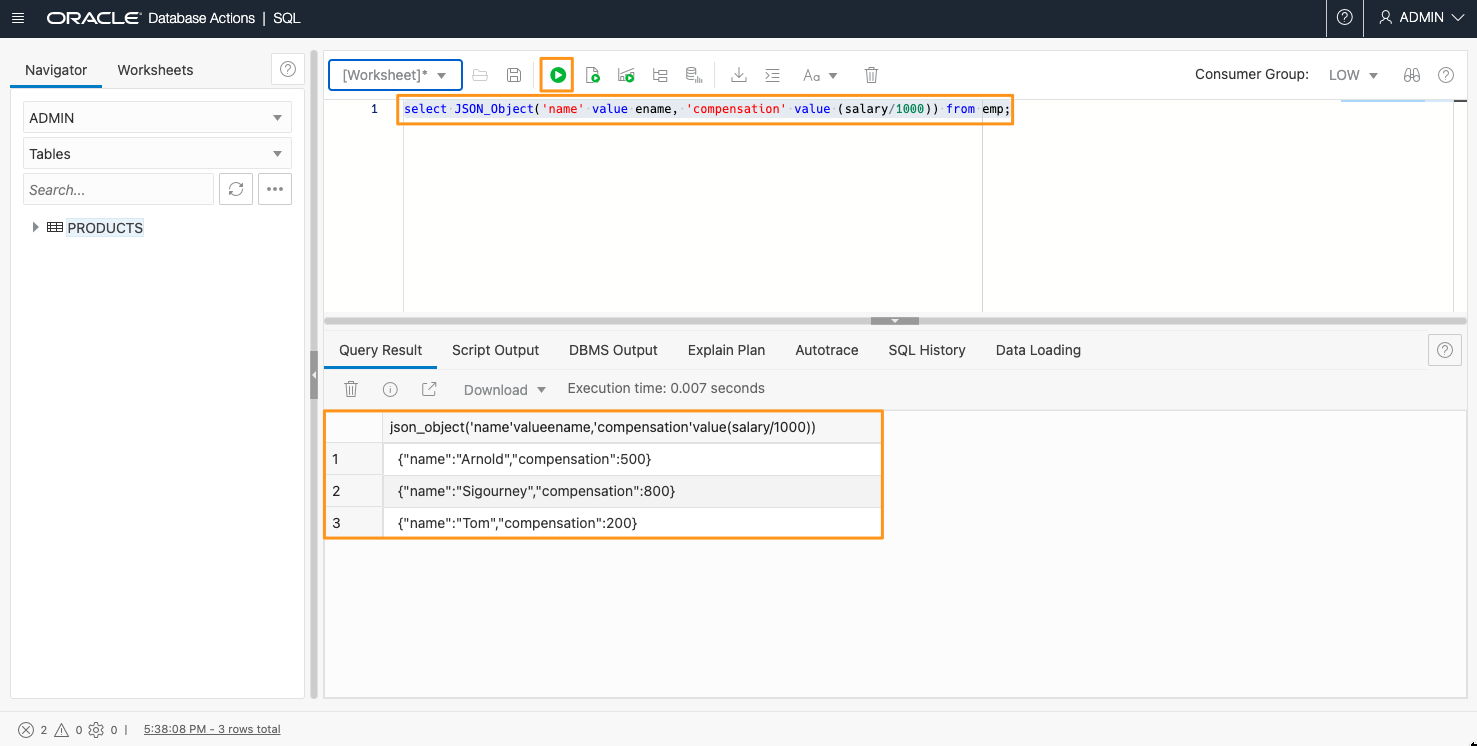 ORACLE Database Actions | SQL
ADMIN
Navigator Worksheets
[Worksheet]*
Aa
Consumer Group: LOW
ADMIN
Tables
Search...
PRODUCTS
1 select JSON_Object('name' value ename, 'compensation' value (salary/1000)) from emp;
Query Result Script Output DBMS Output Explain Plan Autotrace SQL History Data Loading
Download Execution time: 0.007 seconds
json_object('name'valueename,'compensation'value(salary/1000))
1 {"name":"Arnold","compensation":500}
2 {"name":"Sigourney","compensation":800}
3 {"name":"Tom","compensation":200}
2 0 0 | 5:38:08 PM - 3 rows total